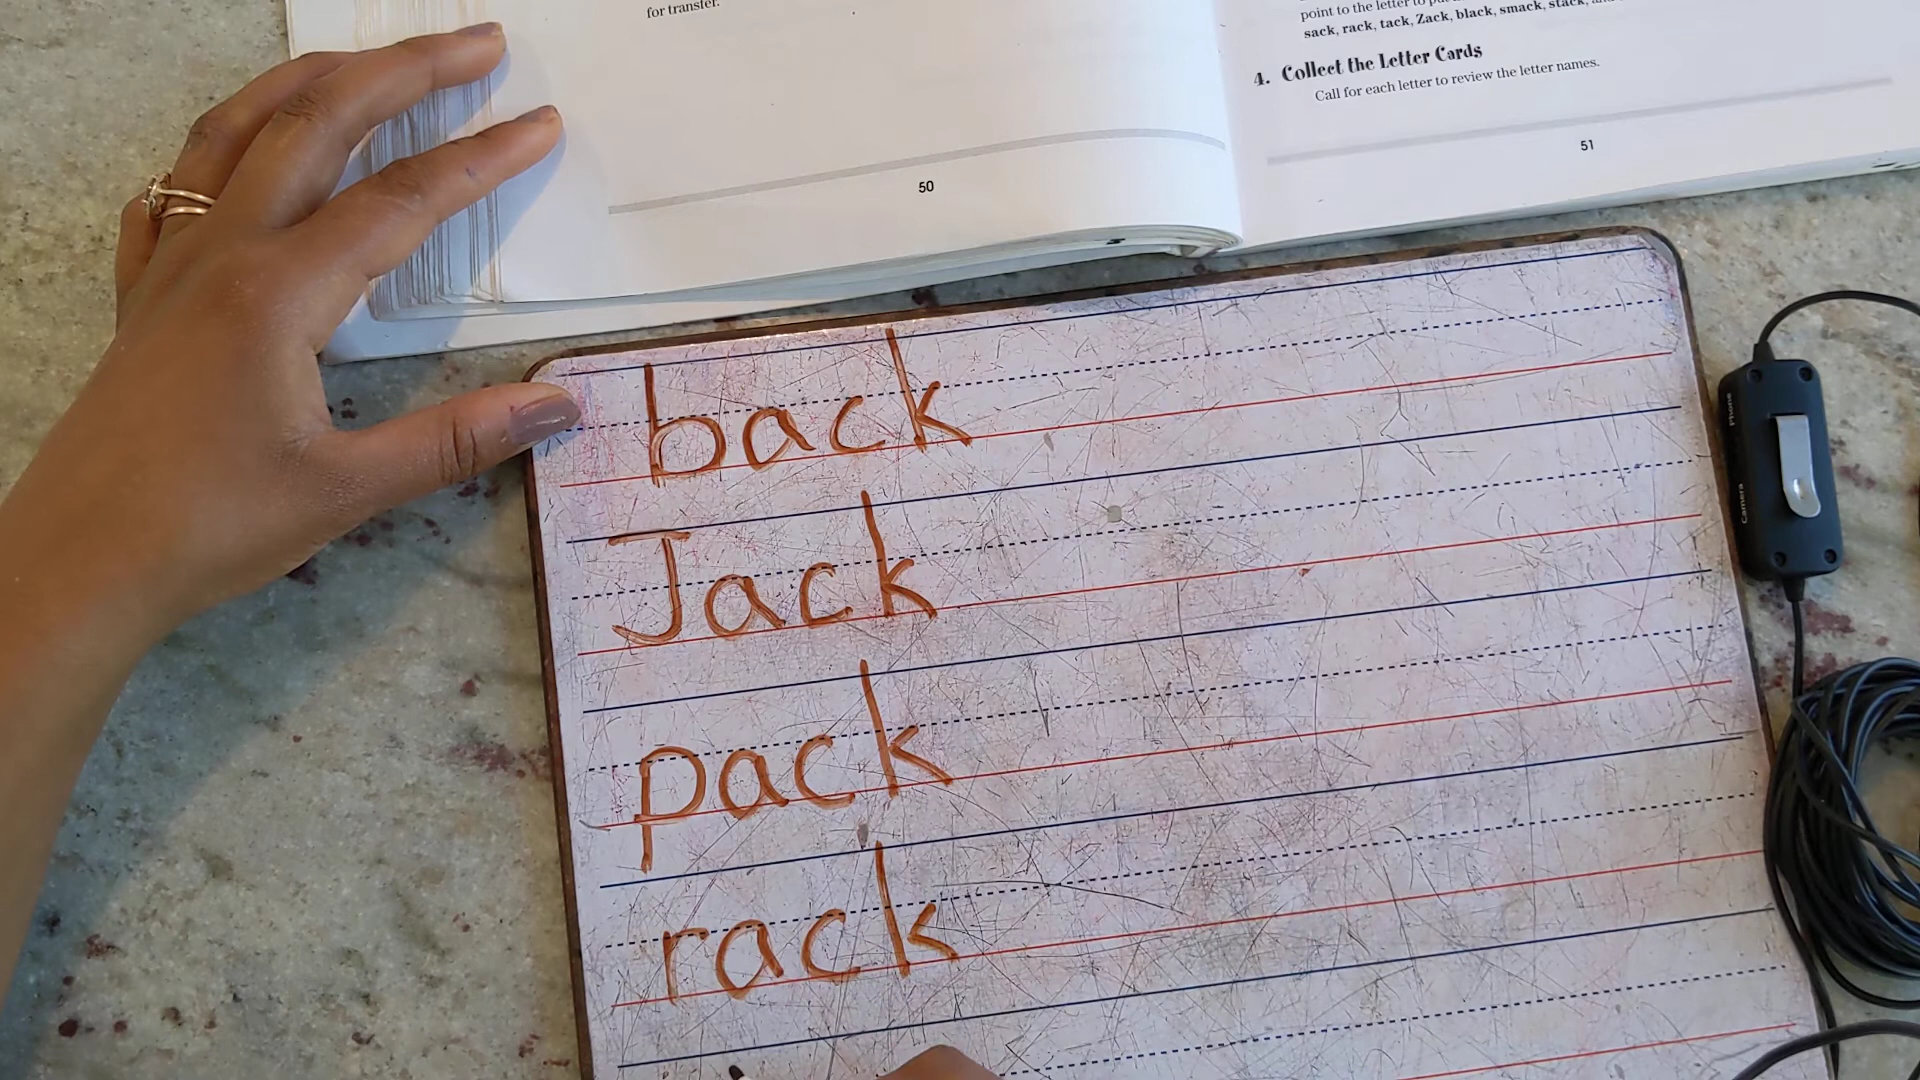 for transfer.
50
point to the letter to
sack, rack, tack, Zack, black, smack, stack,
4. Collect the Letter Cards
Call for each letter to review the letter names.
51
back
Jack
pack
rack
Phone
Camera